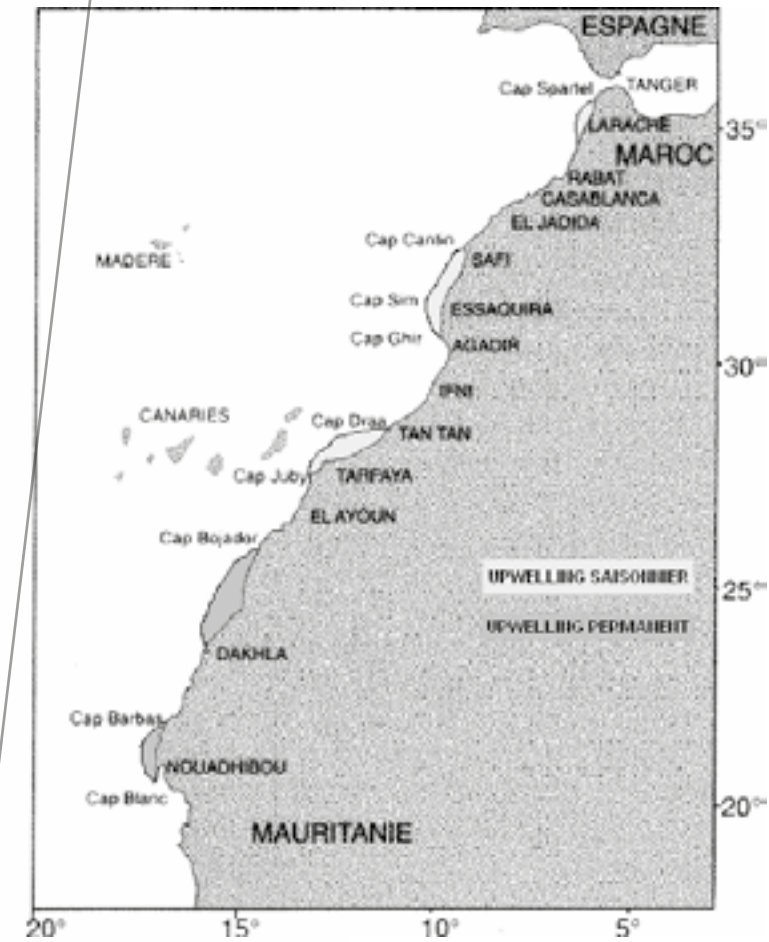 ESPAGNE
Cap Spartel
TANGER
LARACHE
35°
MAROC
RABAT
CASABLANCA
EL JADIDA
Cap Cantin
SAFI
MADERE
Cap Sim
ESSAOUIRA
Cap Ghir
AGADIR
30°
IFNI
CANARIES
Cap Draa
TAN TAN
Cap Juby
TARFAYA
EL AYOUN
Cap Bojador
UPWELLING SAISONNIER
25°
UPWELLING PERMANENT
DAKHLA
Cap Barbas
NOUADHIBOU
Cap Blanc
20°
MAURITANIE
20° 15° 10° 5°